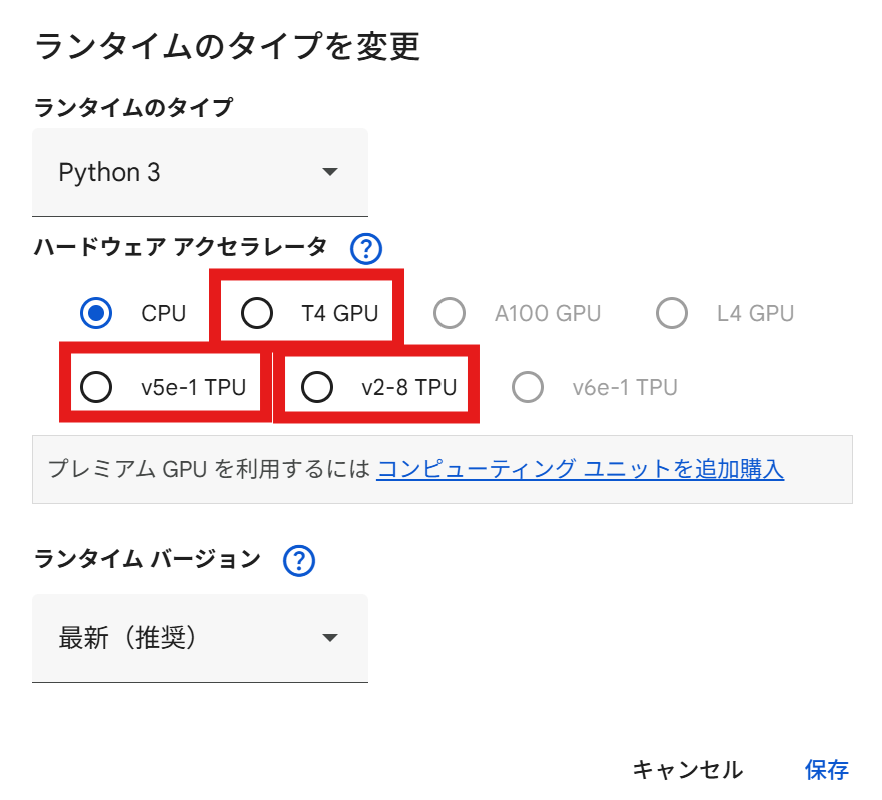 ランタイムのタイプを変更
ランタイムのタイプ
Python 3
ハードウェア アクセラレータ ?
CPU T4 GPU A100 GPU L4 GPU
v5e-1 TPU v2-8 TPU v6e-1 TPU
プレミアム GPU を利用するには コンピューティング ユニットを追加購入
ランタイム バージョン ?
最新（推奨）
キャンセル 保存